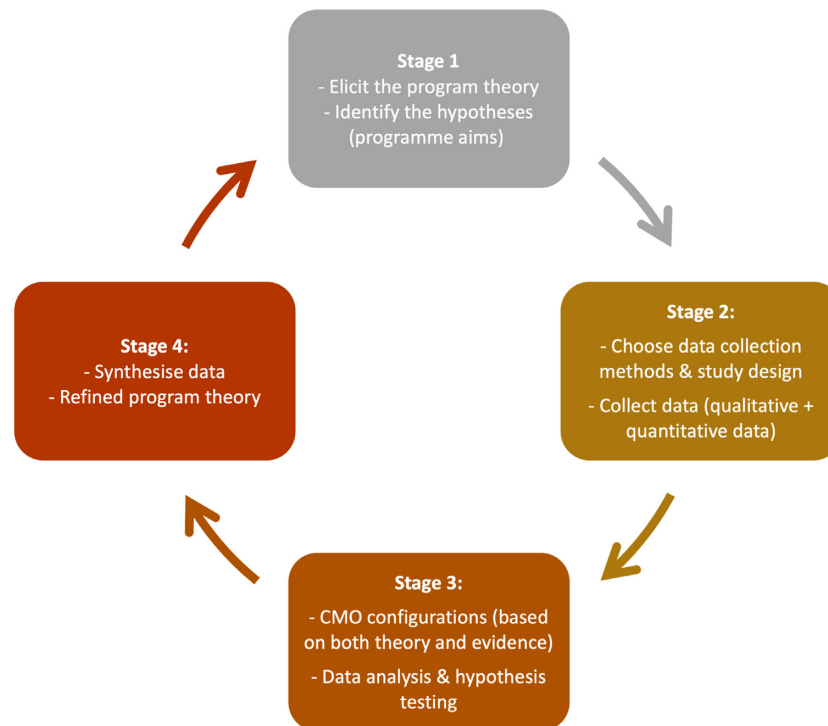 Stage 1
- Elicit the program theory
- Identify the hypotheses
(programme aims)
Stage 2:
- Choose data collection
methods & study design
- Collect data (qualitative +
quantitative data)
Stage 3:
- CMO configurations (based
on both theory and evidence)
- Data analysis & hypothesis
testing
Stage 4:
- Synthesise data
- Refined program theory